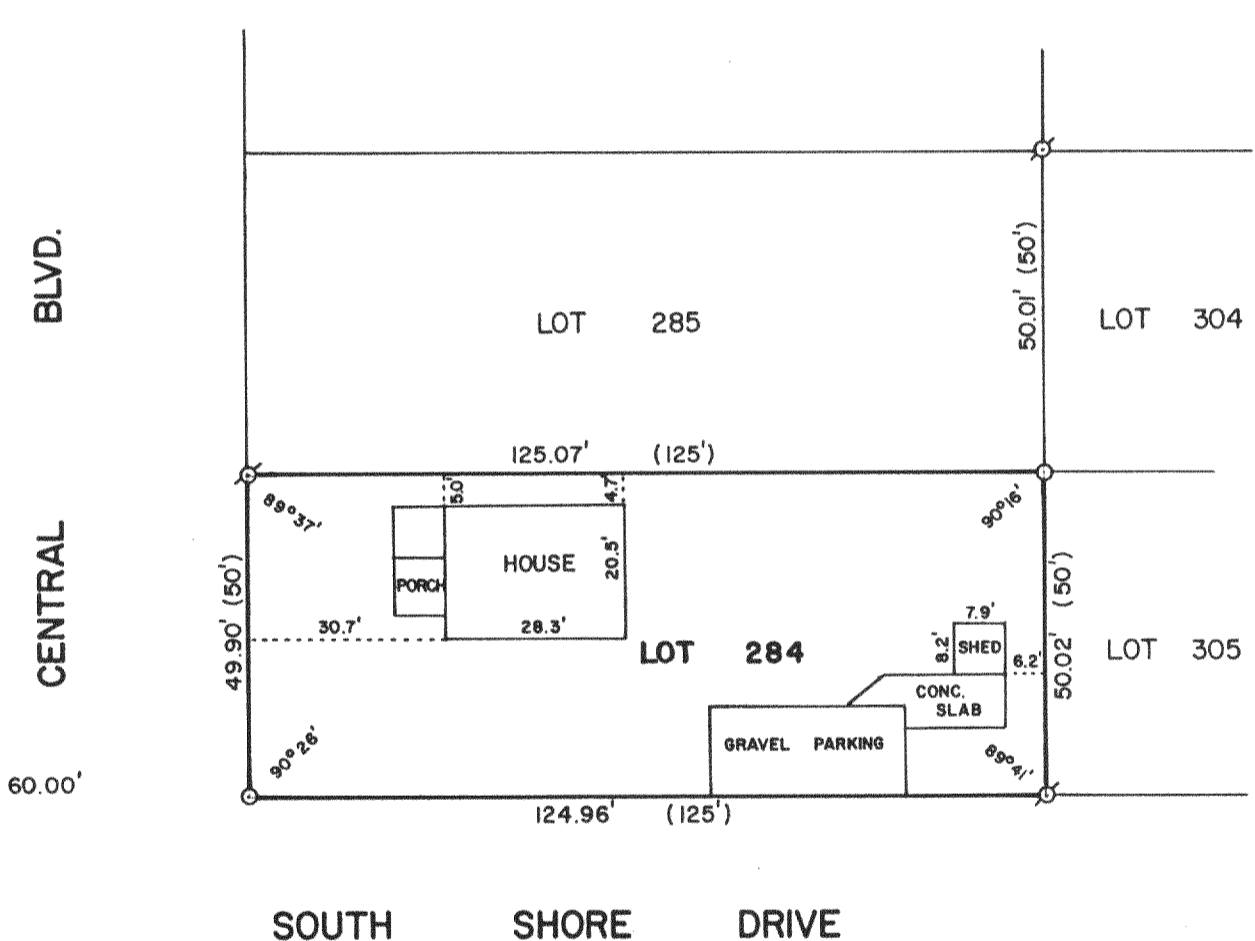 BLVD.
50.01' (50')
LOT 285
LOT 304
125.07' (125')
89°37'
5.0'
4.7'
90°16'
HOUSE
20.5'
PORCH
CENTRAL
49.90' (50')
30.7'
28.3'
LOT 284
7.9'
8.2'
SHED
6.2'
50.02' (50')
LOT 305
CONC.
SLAB
GRAVEL PARKING
90°26'
89°41'
60.00'
124.96' (125')
SOUTH SHORE DRIVE